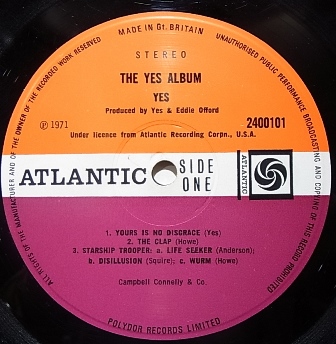 MADE IN Gt. BRITAIN
ALL RIGHTS OF THE MANUFACTURER AND OF THE OWNER OF THE RECORDED WORK RESERVED
UNAUTHORISED PUBLIC PERFORMANCE BROADCASTING AND COPYING OF THIS RECORD PROHIBITED
STEREO
THE YES ALBUM
YES
Produced by Yes & Eddie Offord
℗ 1971
2400101
Under licence from Atlantic Recording Corpn., U.S.A.
ATLANTIC
SIDE
ONE
ATLANTIC
1. YOURS IS NO DISGRACE (Yes)
2. THE CLAP (Howe)
3. STARSHIP TROOPER: a. LIFE SEEKER (Anderson);
b. DISILLUSION (Squire); c. WURM (Howe)
Campbell Connelly & Co.
POLYDOR RECORDS LIMITED